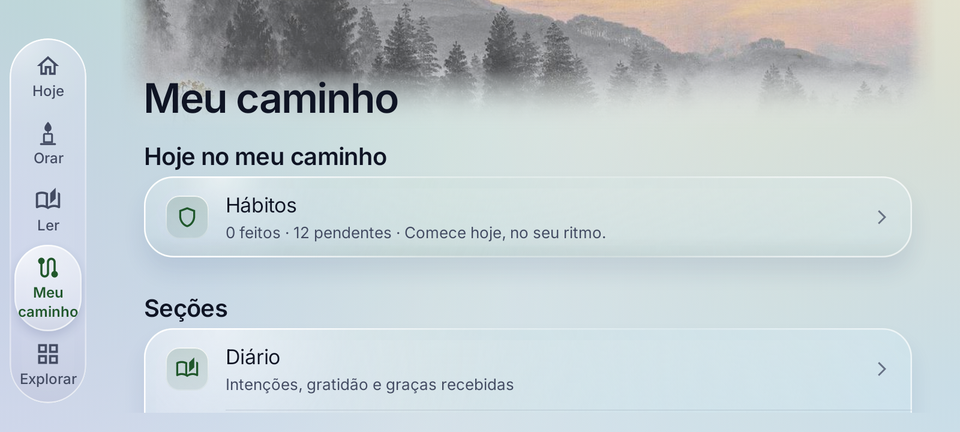 Hoje
Orar
Ler
Meu
caminho
Explorar
Meu caminho
Hoje no meu caminho
Hábitos
0 feitos · 12 pendentes · Comece hoje, no seu ritmo.
Seções
Diário
Intenções, gratidão e graças recebidas